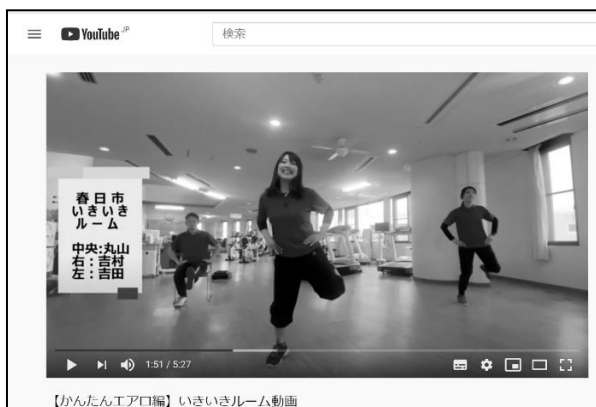 YouTube JP
検索
春日市
いきいき
ルーム
中央:丸山
右:吉村
左:吉田
1:51 / 5:27
【かんたんエアロ編】いきいきルーム動画